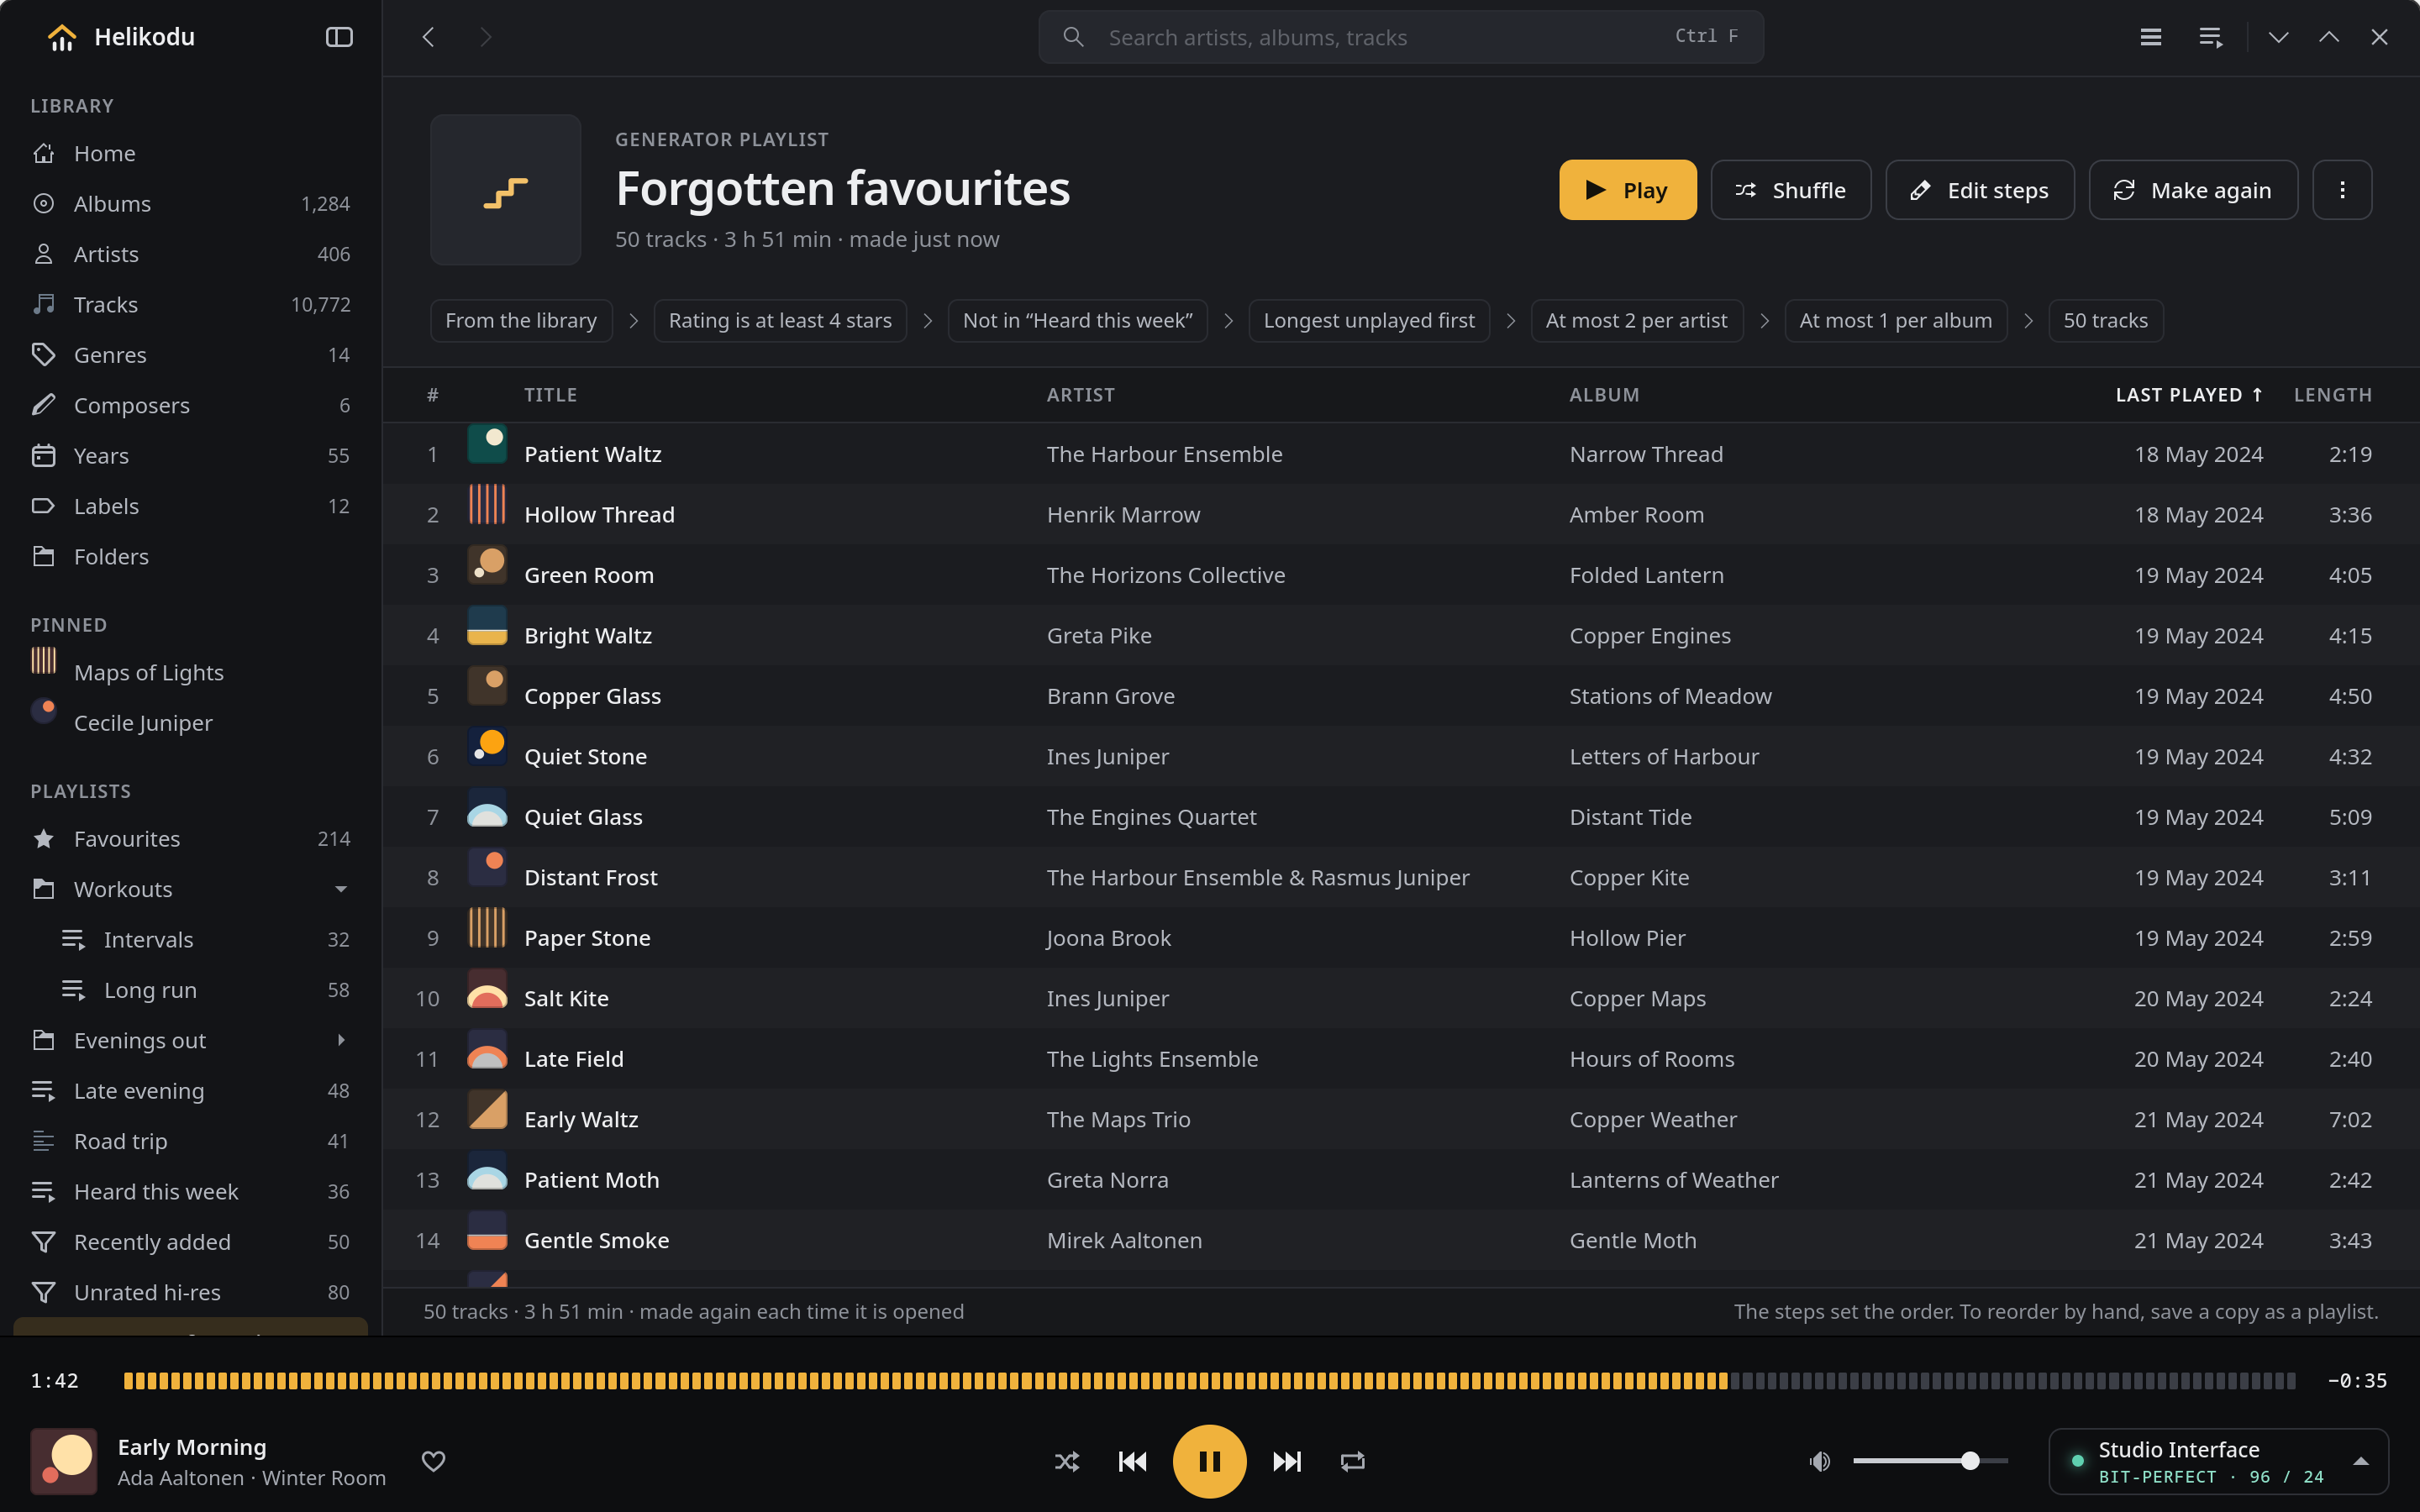 Helikodu
Search artists, albums, tracks
Ctrl F
LIBRARY
Home
Albums 1,284
Artists 406
Tracks 10,772
Genres 14
Composers 6
Years 55
Labels 12
Folders
PINNED
Maps of Lights
Cecile Juniper
PLAYLISTS
Favourites 214
Workouts
Intervals 32
Long run 58
Evenings out
Late evening 48
Road trip 41
Heard this week 36
Recently added 50
Unrated hi-res 80
GENERATOR PLAYLIST
Forgotten favourites
50 tracks · 3 h 51 min · made just now
Play
Shuffle
Edit steps
Make again
From the library
Rating is at least 4 stars
Not in “Heard this week”
Longest unplayed first
At most 2 per artist
At most 1 per album
50 tracks
# TITLE ARTIST ALBUM LAST PLAYED ↑ LENGTH
1 Patient Waltz The Harbour Ensemble Narrow Thread 18 May 2024 2:19
2 Hollow Thread Henrik Marrow Amber Room 18 May 2024 3:36
3 Green Room The Horizons Collective Folded Lantern 19 May 2024 4:05
4 Bright Waltz Greta Pike Copper Engines 19 May 2024 4:15
5 Copper Glass Brann Grove Stations of Meadow 19 May 2024 4:50
6 Quiet Stone Ines Juniper Letters of Harbour 19 May 2024 4:32
7 Quiet Glass The Engines Quartet Distant Tide 19 May 2024 5:09
8 Distant Frost The Harbour Ensemble & Rasmus Juniper Copper Kite 19 May 2024 3:11
9 Paper Stone Joona Brook Hollow Pier 19 May 2024 2:59
10 Salt Kite Ines Juniper Copper Maps 20 May 2024 2:24
11 Late Field The Lights Ensemble Hours of Rooms 20 May 2024 2:40
12 Early Waltz The Maps Trio Copper Weather 21 May 2024 7:02
13 Patient Moth Greta Norra Lanterns of Weather 21 May 2024 2:42
14 Gentle Smoke Mirek Aaltonen Gentle Moth 21 May 2024 3:43
50 tracks · 3 h 51 min · made again each time it is opened
The steps set the order. To reorder by hand, save a copy as a playlist.
1:42
−0:35
Early Morning
Ada Aaltonen · Winter Room
Studio Interface
BIT-PERFECT · 96 / 24